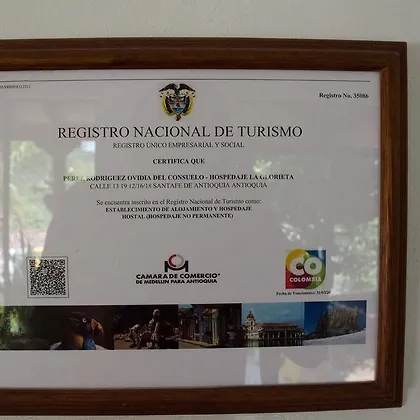 Registro No. 35086
REGISTRO NACIONAL DE TURISMO
REGISTRO ÚNICO EMPRESARIAL Y SOCIAL
CERTIFICA QUE
PEREZ RODRIGUEZ OVIDIA DEL CONSUELO - HOSPEDAJE LA GLORIETA
CALLE 13 19 12/16/18 SANTAFE DE ANTIOQUIA ANTIOQUIA
Se encuentra inscrito en el Registro Nacional de Turismo como:
ESTABLECIMIENTO DE ALOJAMIENTO Y HOSPEDAJE
HOSTAL (HOSPEDAJE NO PERMANENTE)
CAMARA DE COMERCIO
DE MEDELLIN PARA ANTIOQUIA
CO
COLOMBIA
Fecha de Vencimiento: